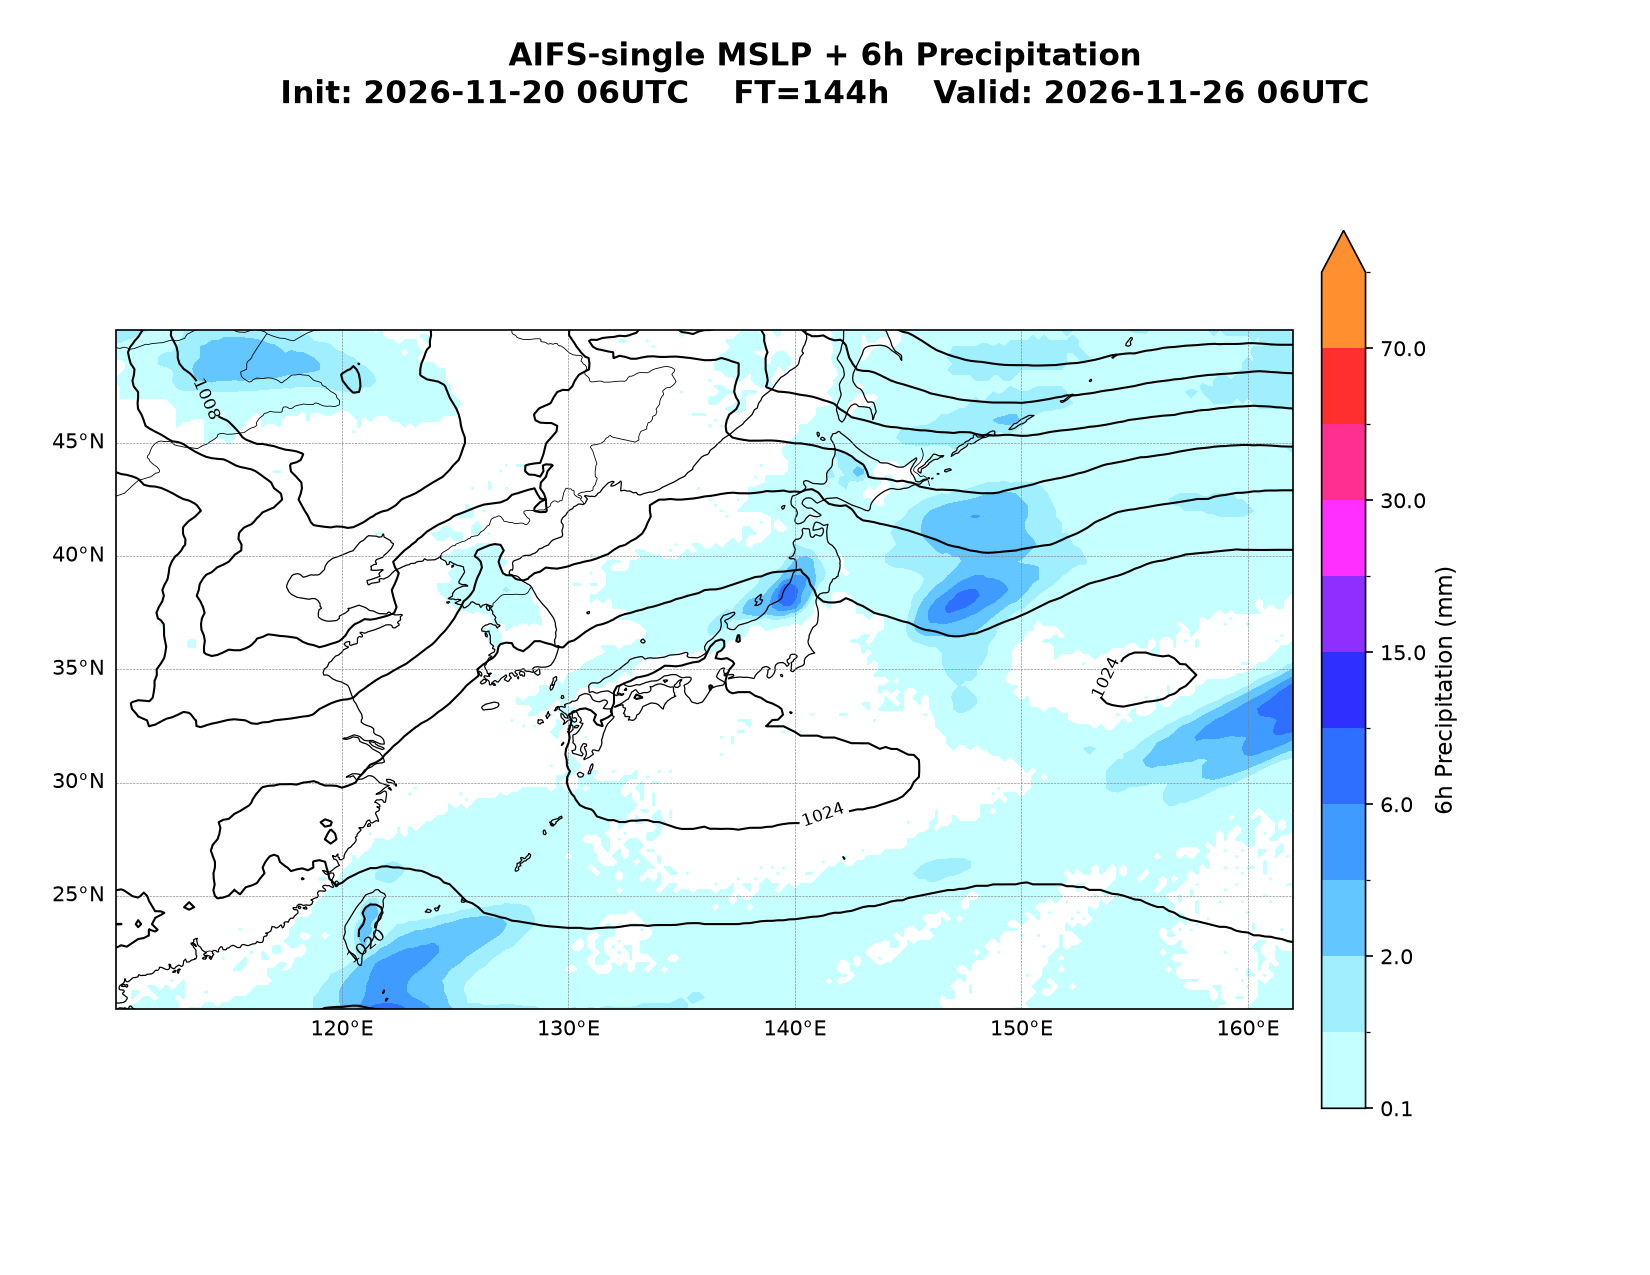 AIFS-single MSLP + 6h Precipitation
Init: 2026-11-20 06UTC    FT=144h    Valid: 2026-11-26 06UTC
1008
1024
1024
45°N
40°N
35°N
30°N
25°N
120°E
130°E
140°E
150°E
160°E
70.0
30.0
15.0
6.0
2.0
0.1
6h Precipitation (mm)